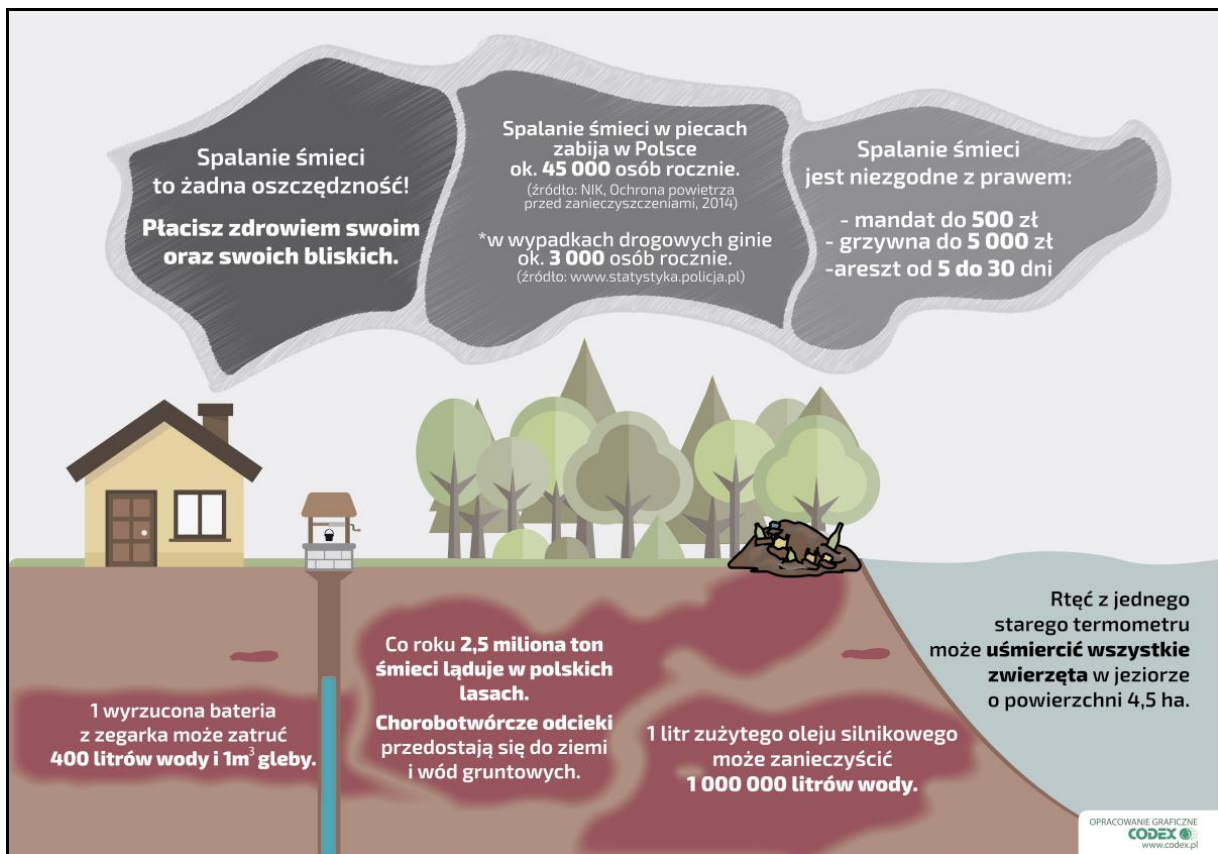 Spalanie śmieci
to żadna oszczędzność!
Płacisz zdrowiem swoim
oraz swoich bliskich.
Spalanie śmieci w piecach
zabija w Polsce
ok. 45 000 osób rocznie.
(źródło: NIK, Ochrona powietrza
przed zanieczyszczeniami, 2014)
*w wypadkach drogowych ginie
ok. 3 000 osób rocznie.
(źródło: www.statystyka.policja.pl)
Spalanie śmieci
jest niezgodne z prawem:
- mandat do 500 zł
- grzywna do 5 000 zł
-areszt od 5 do 30 dni
1 wyrzucona bateria
z zegarka może zatruć
400 litrów wody i 1m³ gleby.
Co roku 2,5 miliona ton
śmieci ląduje w polskich
lasach.
Chorobotwórcze odcieki
przedostają się do ziemi
i wód gruntowych.
1 litr zużytego oleju silnikowego
może zanieczyścić
1 000 000 litrów wody.
Rtęć z jednego
starego termometru
może uśmiercić wszystkie
zwierzęta w jeziorze
o powierzchni 4,5 ha.
OPRACOWANIE GRAFICZNE
CODEX
www.codex.pl